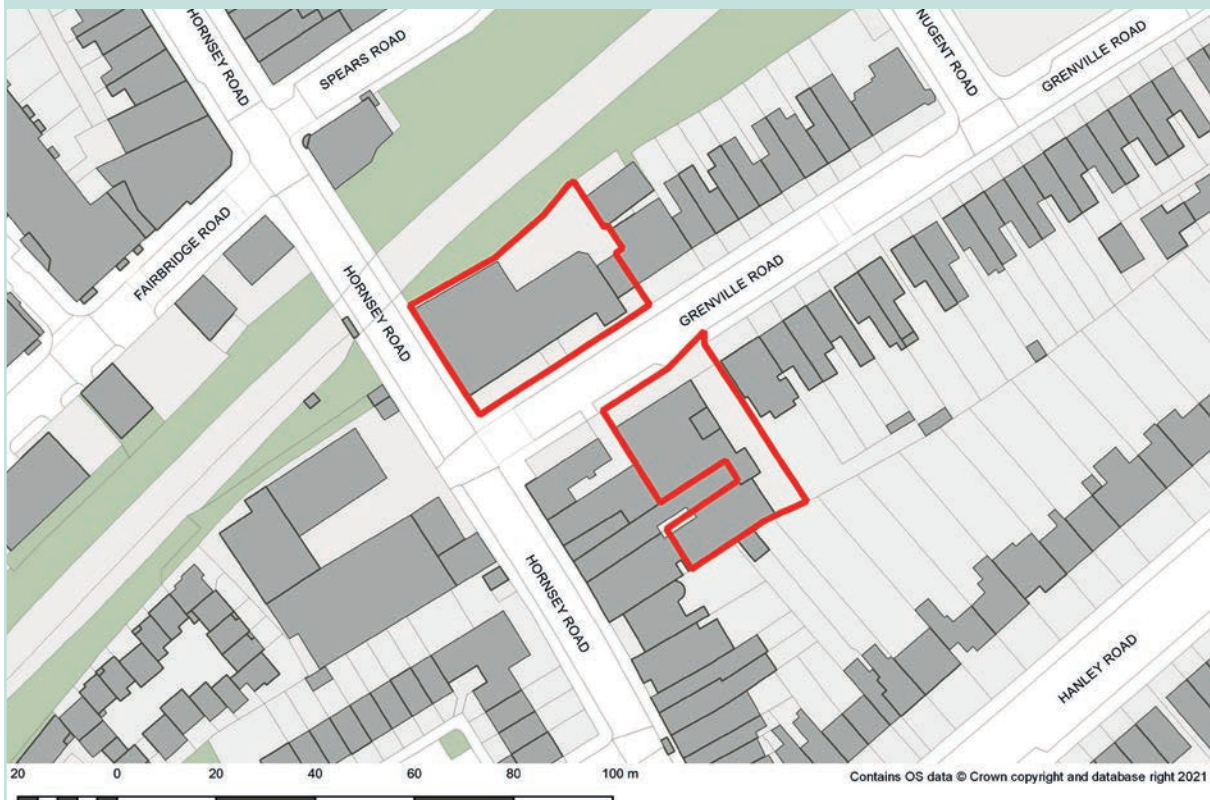 HORNSEY ROAD
SPEARS ROAD
NUGENT ROAD
GRENVILLE ROAD
FAIRBRIDGE ROAD
HORNSEY ROAD
GRENVILLE ROAD
HORNSEY ROAD
HANLEY ROAD
20 0 20 40 60 80 100 m
Contains OS data © Crown copyright and database right 2021